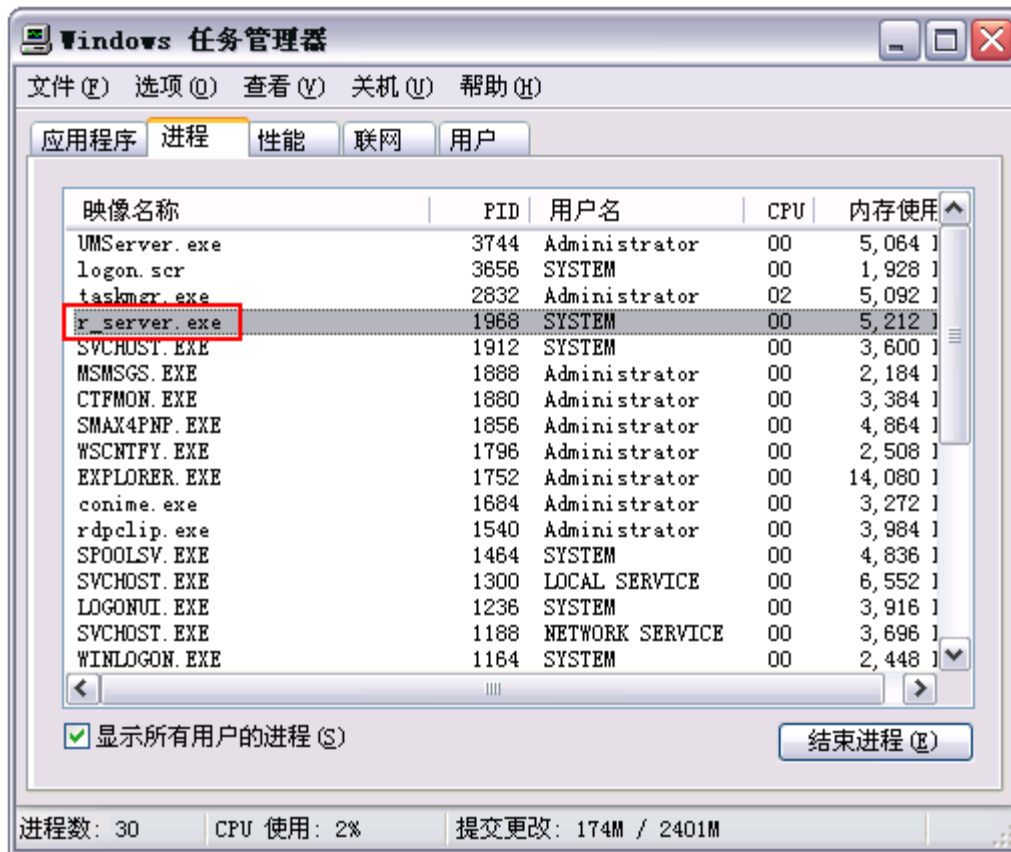 Windows 任务管理器
文件(F) 选项(O) 查看(V) 关机(U) 帮助(H)
应用程序 进程 性能 联网 用户
映像名称 PID 用户名 CPU 内存使用
UMServer.exe 3744 Administrator 00 5,064
logon.scr 3656 SYSTEM 00 1,928
taskmgr.exe 2832 Administrator 02 5,092
r_server.exe 1968 SYSTEM 00 5,212
SVCHOST.EXE 1912 SYSTEM 00 3,600
MSMSGS.EXE 1888 Administrator 00 2,184
CTFMON.EXE 1880 Administrator 00 3,384
SMAX4PNP.EXE 1856 Administrator 00 4,864
WSCNTFY.EXE 1796 Administrator 00 2,508
EXPLORER.EXE 1752 Administrator 00 14,080
conime.exe 1684 Administrator 00 3,272
rdpclip.exe 1540 Administrator 00 3,984
SPOOLSV.EXE 1464 SYSTEM 00 4,836
SVCHOST.EXE 1300 LOCAL SERVICE 00 6,552
LOGONUI.EXE 1236 SYSTEM 00 3,916
SVCHOST.EXE 1188 NETWORK SERVICE 00 3,696
WINLOGON.EXE 1164 SYSTEM 00 2,448
显示所有用户的进程(S) 结束进程(E)
进程数: 30 CPU 使用: 2% 提交更改: 174M / 2401M